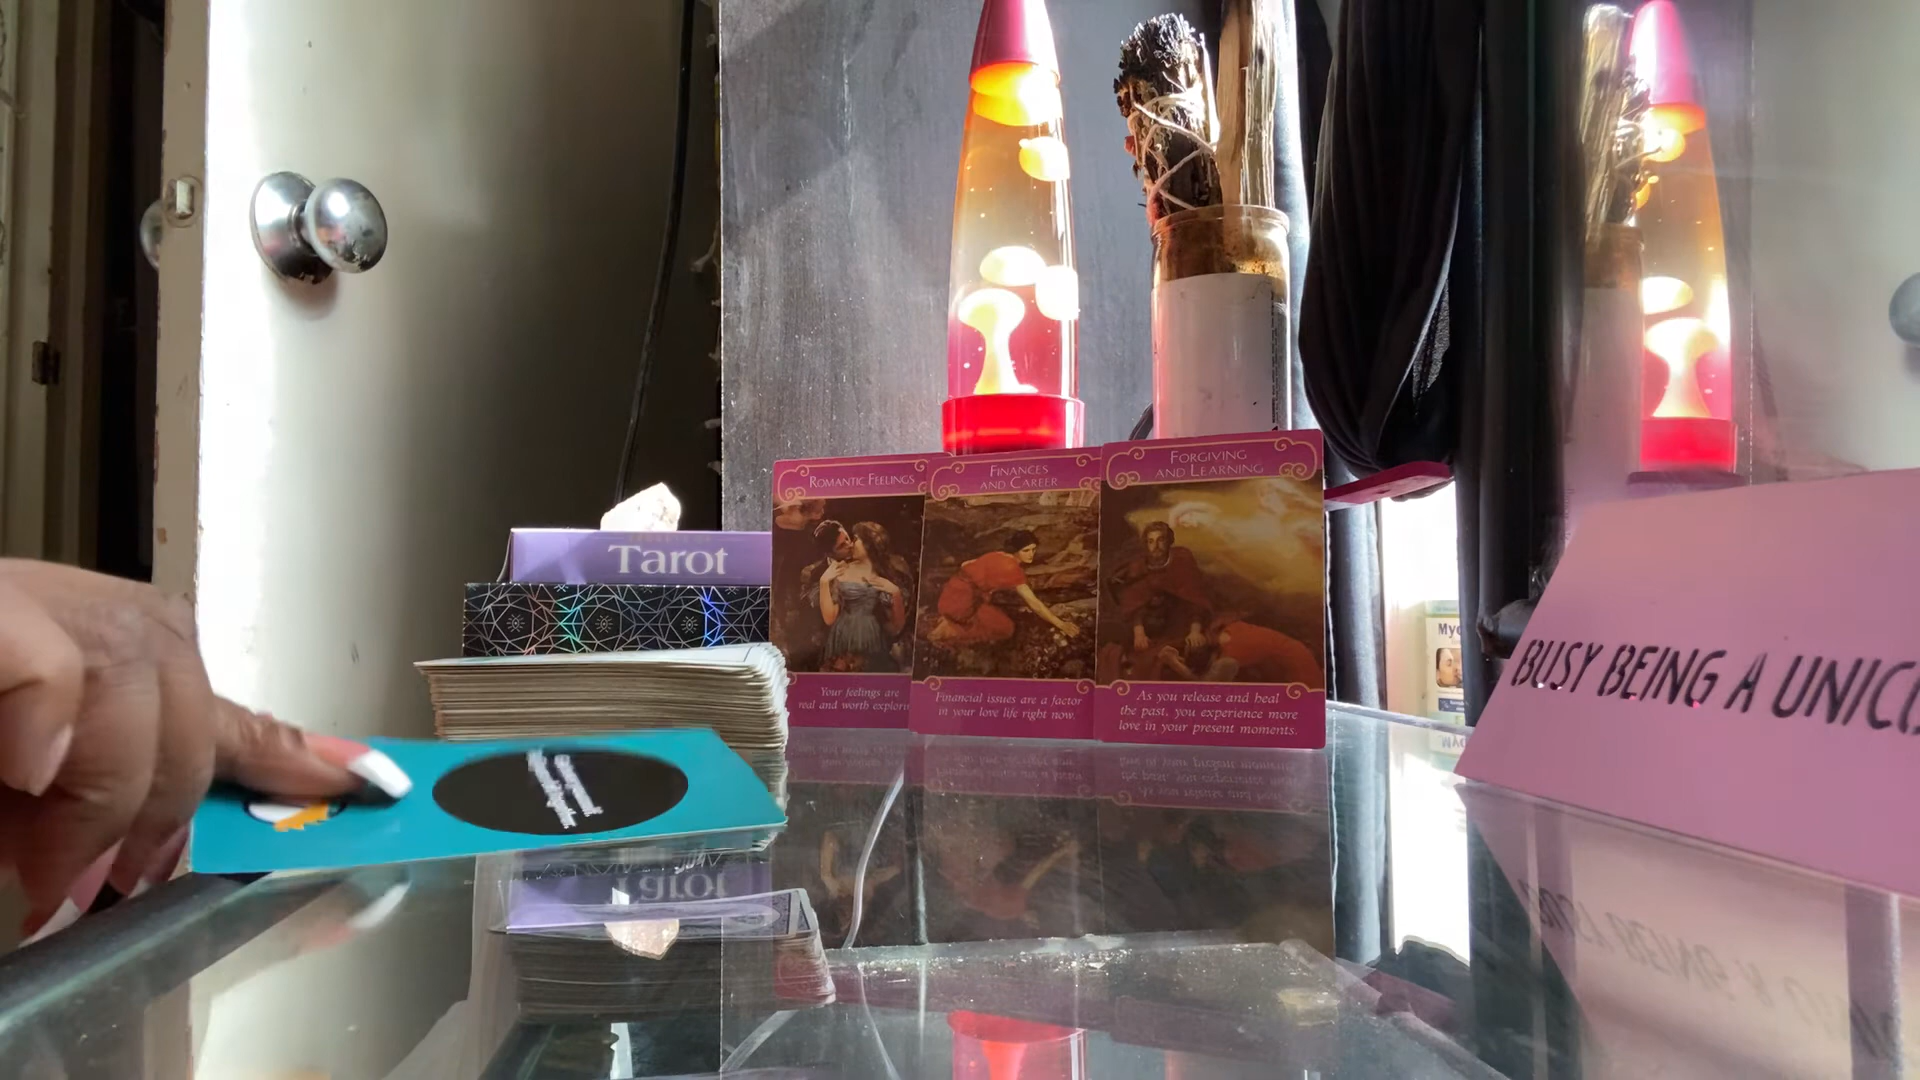 Tarot
ROMANTIC FEELINGS
Your feelings are
real and worth
FINANCES
AND CAREER
Financial issues are a factor
in your love life right now.
FORGIVING
AND LEARNING
As you release and heal
the past, you experience more
love in your present moments.
BUSY BEING A